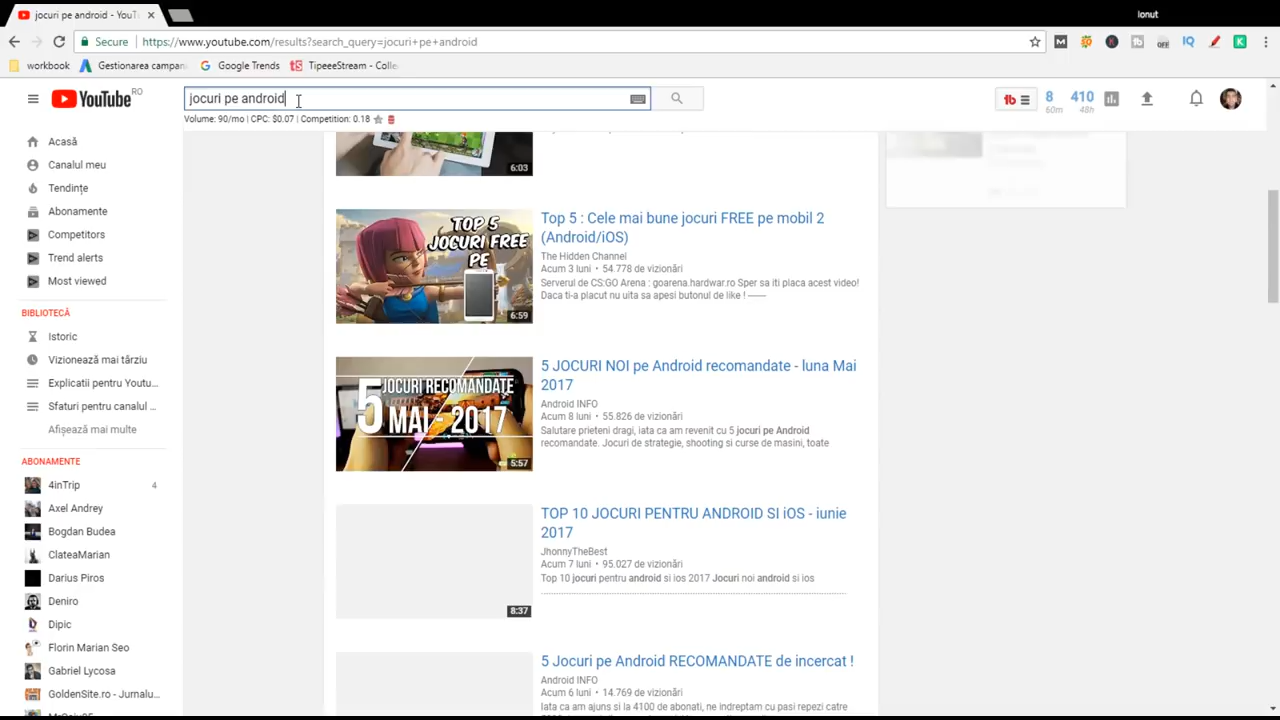 jocuri pe android - YouT
Ionut
Secure https://www.youtube.com/results?search_query=jocuri+pe+android
workbook Gestionarea campan Google Trends TipeeeStream - Colle
YouTube RO
jocuri pe android
tb 8 60m 410 48h
Volume: 90/mo | CPC: $0.07 | Competition: 0.18
Acasă
Canalul meu
Tendințe
Abonamente
Competitors
Trend alerts
Most viewed
BIBLIOTECĂ
Istoric
Vizionează mai târziu
Explicatii pentru Youtu...
Sfaturi pentru canalul ...
Afișează mai multe
ABONAMENTE
4inTrip 4
Axel Andrey
Bogdan Budea
ClateaMarian
Darius Piros
Deniro
Dipic
Florin Marian Seo
Gabriel Lycosa
GoldenSite.ro - Jurnalu...
6:03
TOP 5
JOCURI FREE
PE
6:59
Top 5 : Cele mai bune jocuri FREE pe mobil 2
(Android/iOS)
The Hidden Channel
Acum 3 luni • 54.778 de vizionări
Serverul de CS:GO Arena : goarena.hardwar.ro Sper sa iti placa acest video!
Daca ti-a placut nu uita sa apesi butonul de like ! -----
5 JOCURI RECOMANDATE
MAI - 2017
5:57
5 JOCURI NOI pe Android recomandate - luna Mai
2017
Android INFO
Acum 8 luni • 55.826 de vizionări
Salutare prieteni dragi, iata ca am revenit cu 5 jocuri pe Android
recomandate. Jocuri de strategie, shooting si curse de masini, toate
8:37
TOP 10 JOCURI PENTRU ANDROID SI iOS - iunie
2017
JhonnyTheBest
Acum 7 luni • 95.027 de vizionări
Top 10 jocuri pentru android si ios 2017 Jocuri noi android si ios
5 Jocuri pe Android RECOMANDATE de incercat !
Android INFO
Acum 6 luni • 14.769 de vizionări
Iata ca am ajuns si la 4100 de abonati, ne indreptam cu pasi repezi catre